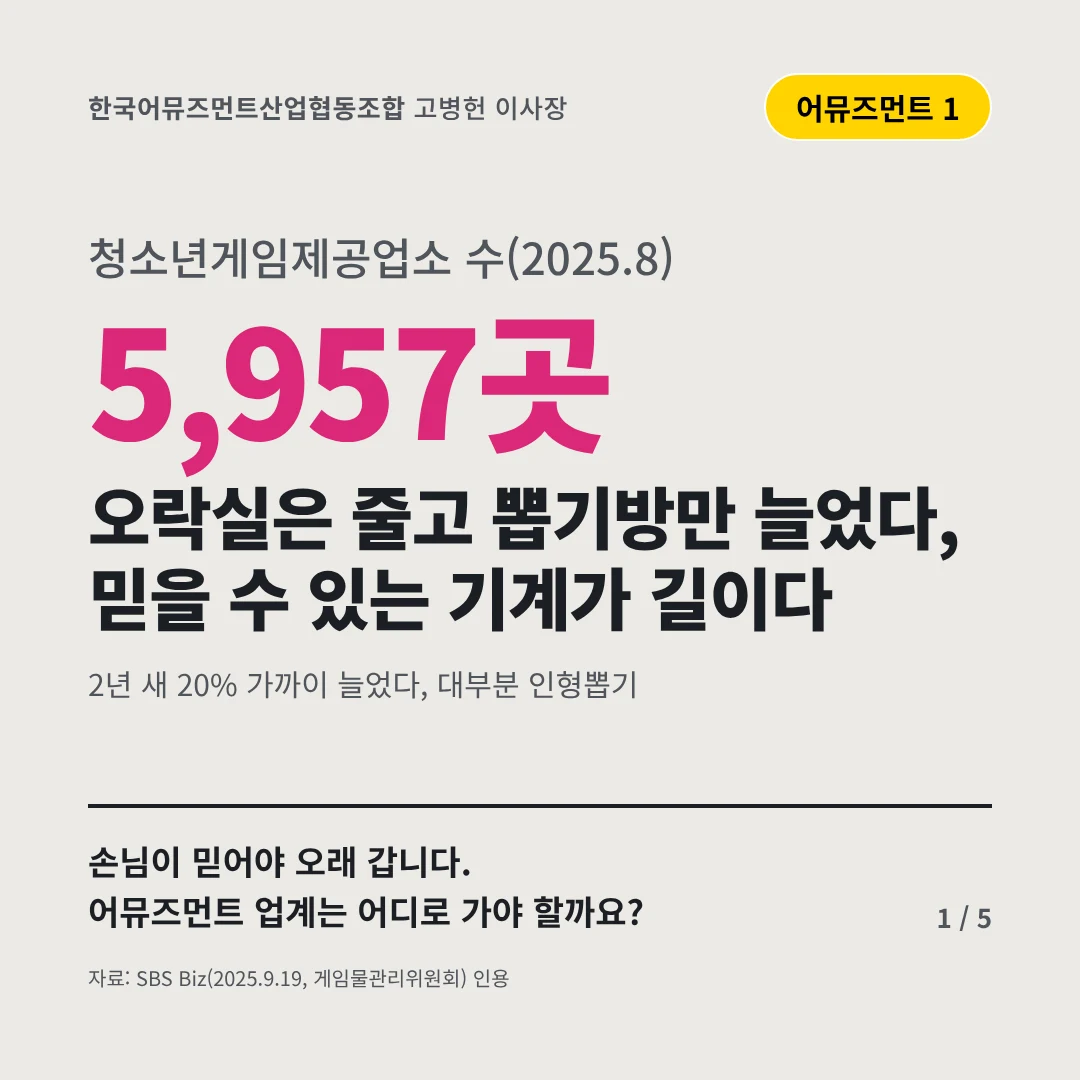 한국어뮤즈먼트산업협동조합 고병헌 이사장
어뮤즈먼트 1
청소년게임제공업소 수(2025.8)
5,957곳
오락실은 줄고 뽑기방만 늘었다,
믿을 수 있는 기계가 길이다
2년 새 20% 가까이 늘었다, 대부분 인형뽑기
손님이 믿어야 오래 갑니다.
어뮤즈먼트 업계는 어디로 가야 할까요?
1 / 5
자료: SBS Biz(2025.9.19, 게임물관리위원회) 인용